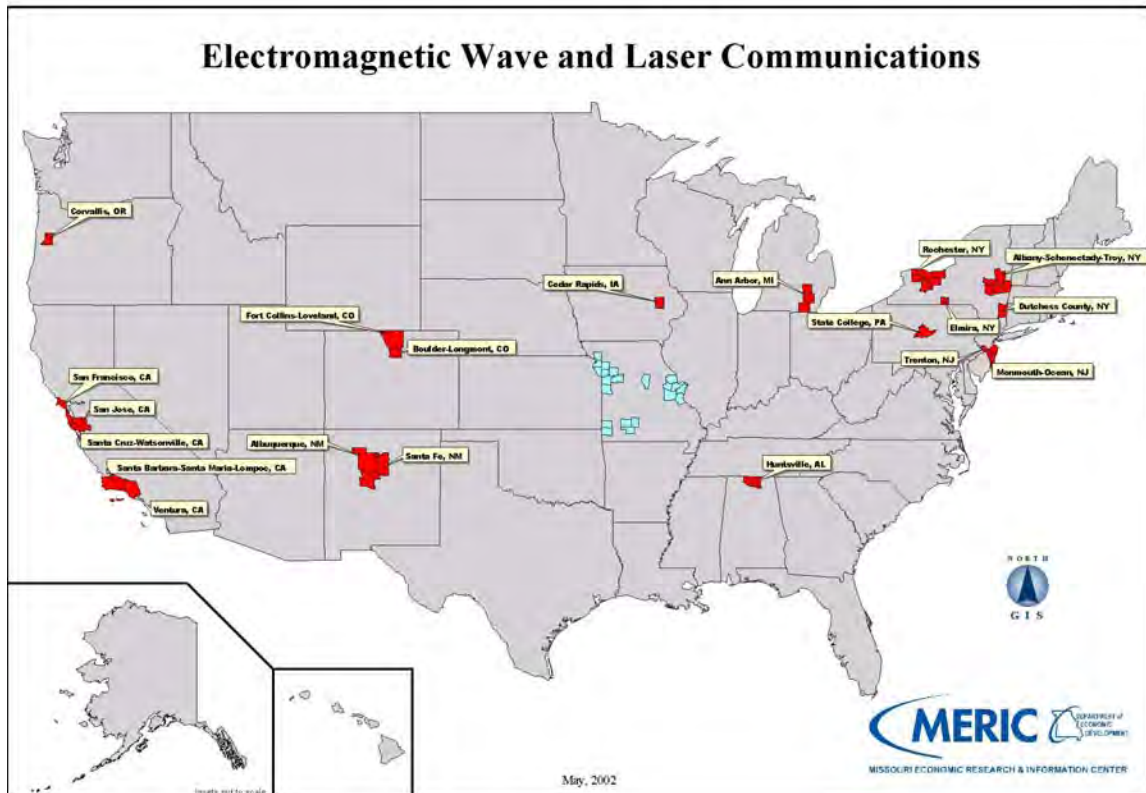 Electromagnetic Wave and Laser Communications
Corvallis, OR
Rochester, NY
Albany-Schenectady-Troy, NY
Ann Arbor, MI
Cedar Rapids, IA
Dutchess County, NY
Fort Collins-Loveland, CO
State College, PA
Elmira, NY
Boulder-Longmont, CO
Trenton, NJ
Monmouth-Ocean, NJ
San Francisco, CA
San Jose, CA
Santa Cruz-Watsonville, CA
Albuquerque, NM
Santa Fe, NM
Santa Barbara-Santa Maria-Lompoc, CA
Huntsville, AL
Ventura, CA
NORTH
GIS
MERIC
DEPARTMENT OF
ECONOMIC
DEVELOPMENT
MISSOURI ECONOMIC RESEARCH & INFORMATION CENTER
May, 2002